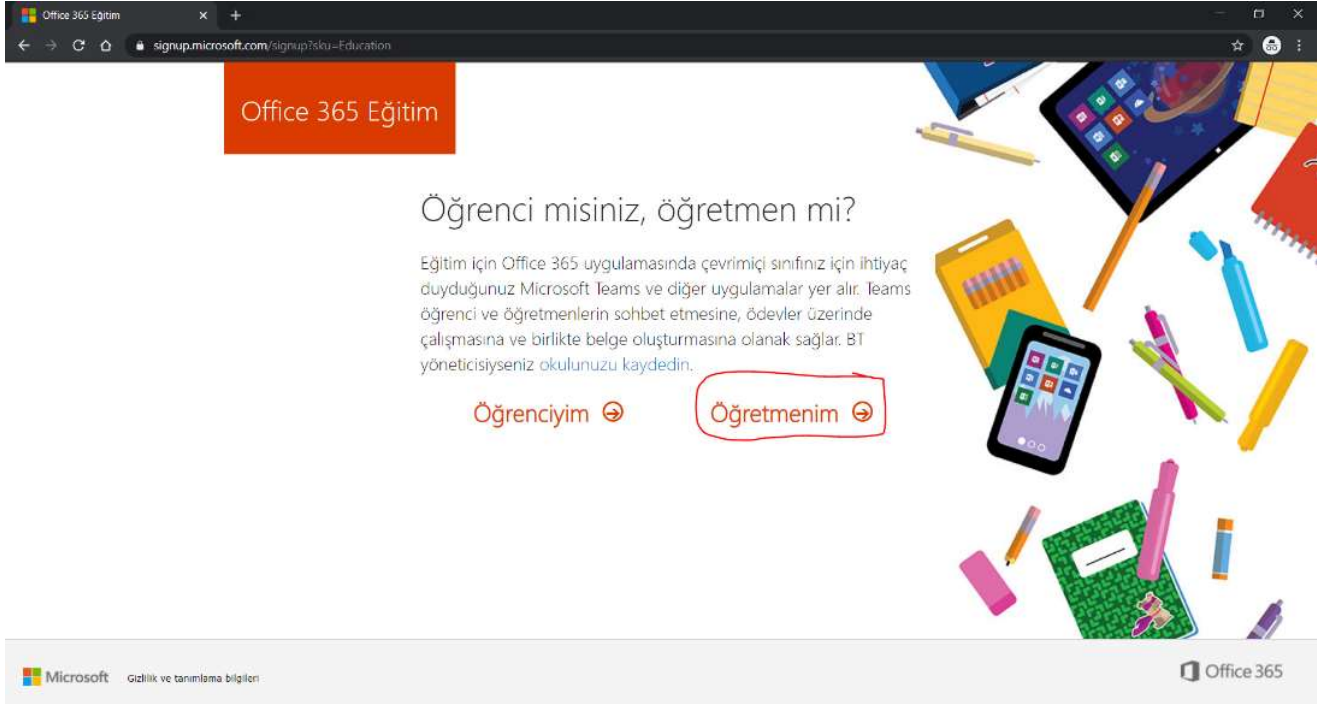 Office 365 Eğitim
signup.microsoft.com/signup?sku=Education
Office 365 Eğitim
Öğrenci misiniz, öğretmen mi?
Eğitim için Office 365 uygulamasında çevrimiçi sınıfınız için ihtiyaç
duyduğunuz Microsoft Teams ve diğer uygulamalar yer alır. Teams
öğrenci ve öğretmenlerin sohbet etmesine, ödevler üzerinde
çalışmasına ve birlikte belge oluşturmasına olanak sağlar. BT
yöneticisiyseniz okulunuzu kaydedin.
Öğrenciyim
Öğretmenim
Microsoft Gizlilik ve tanımlama bilgileri
Office 365